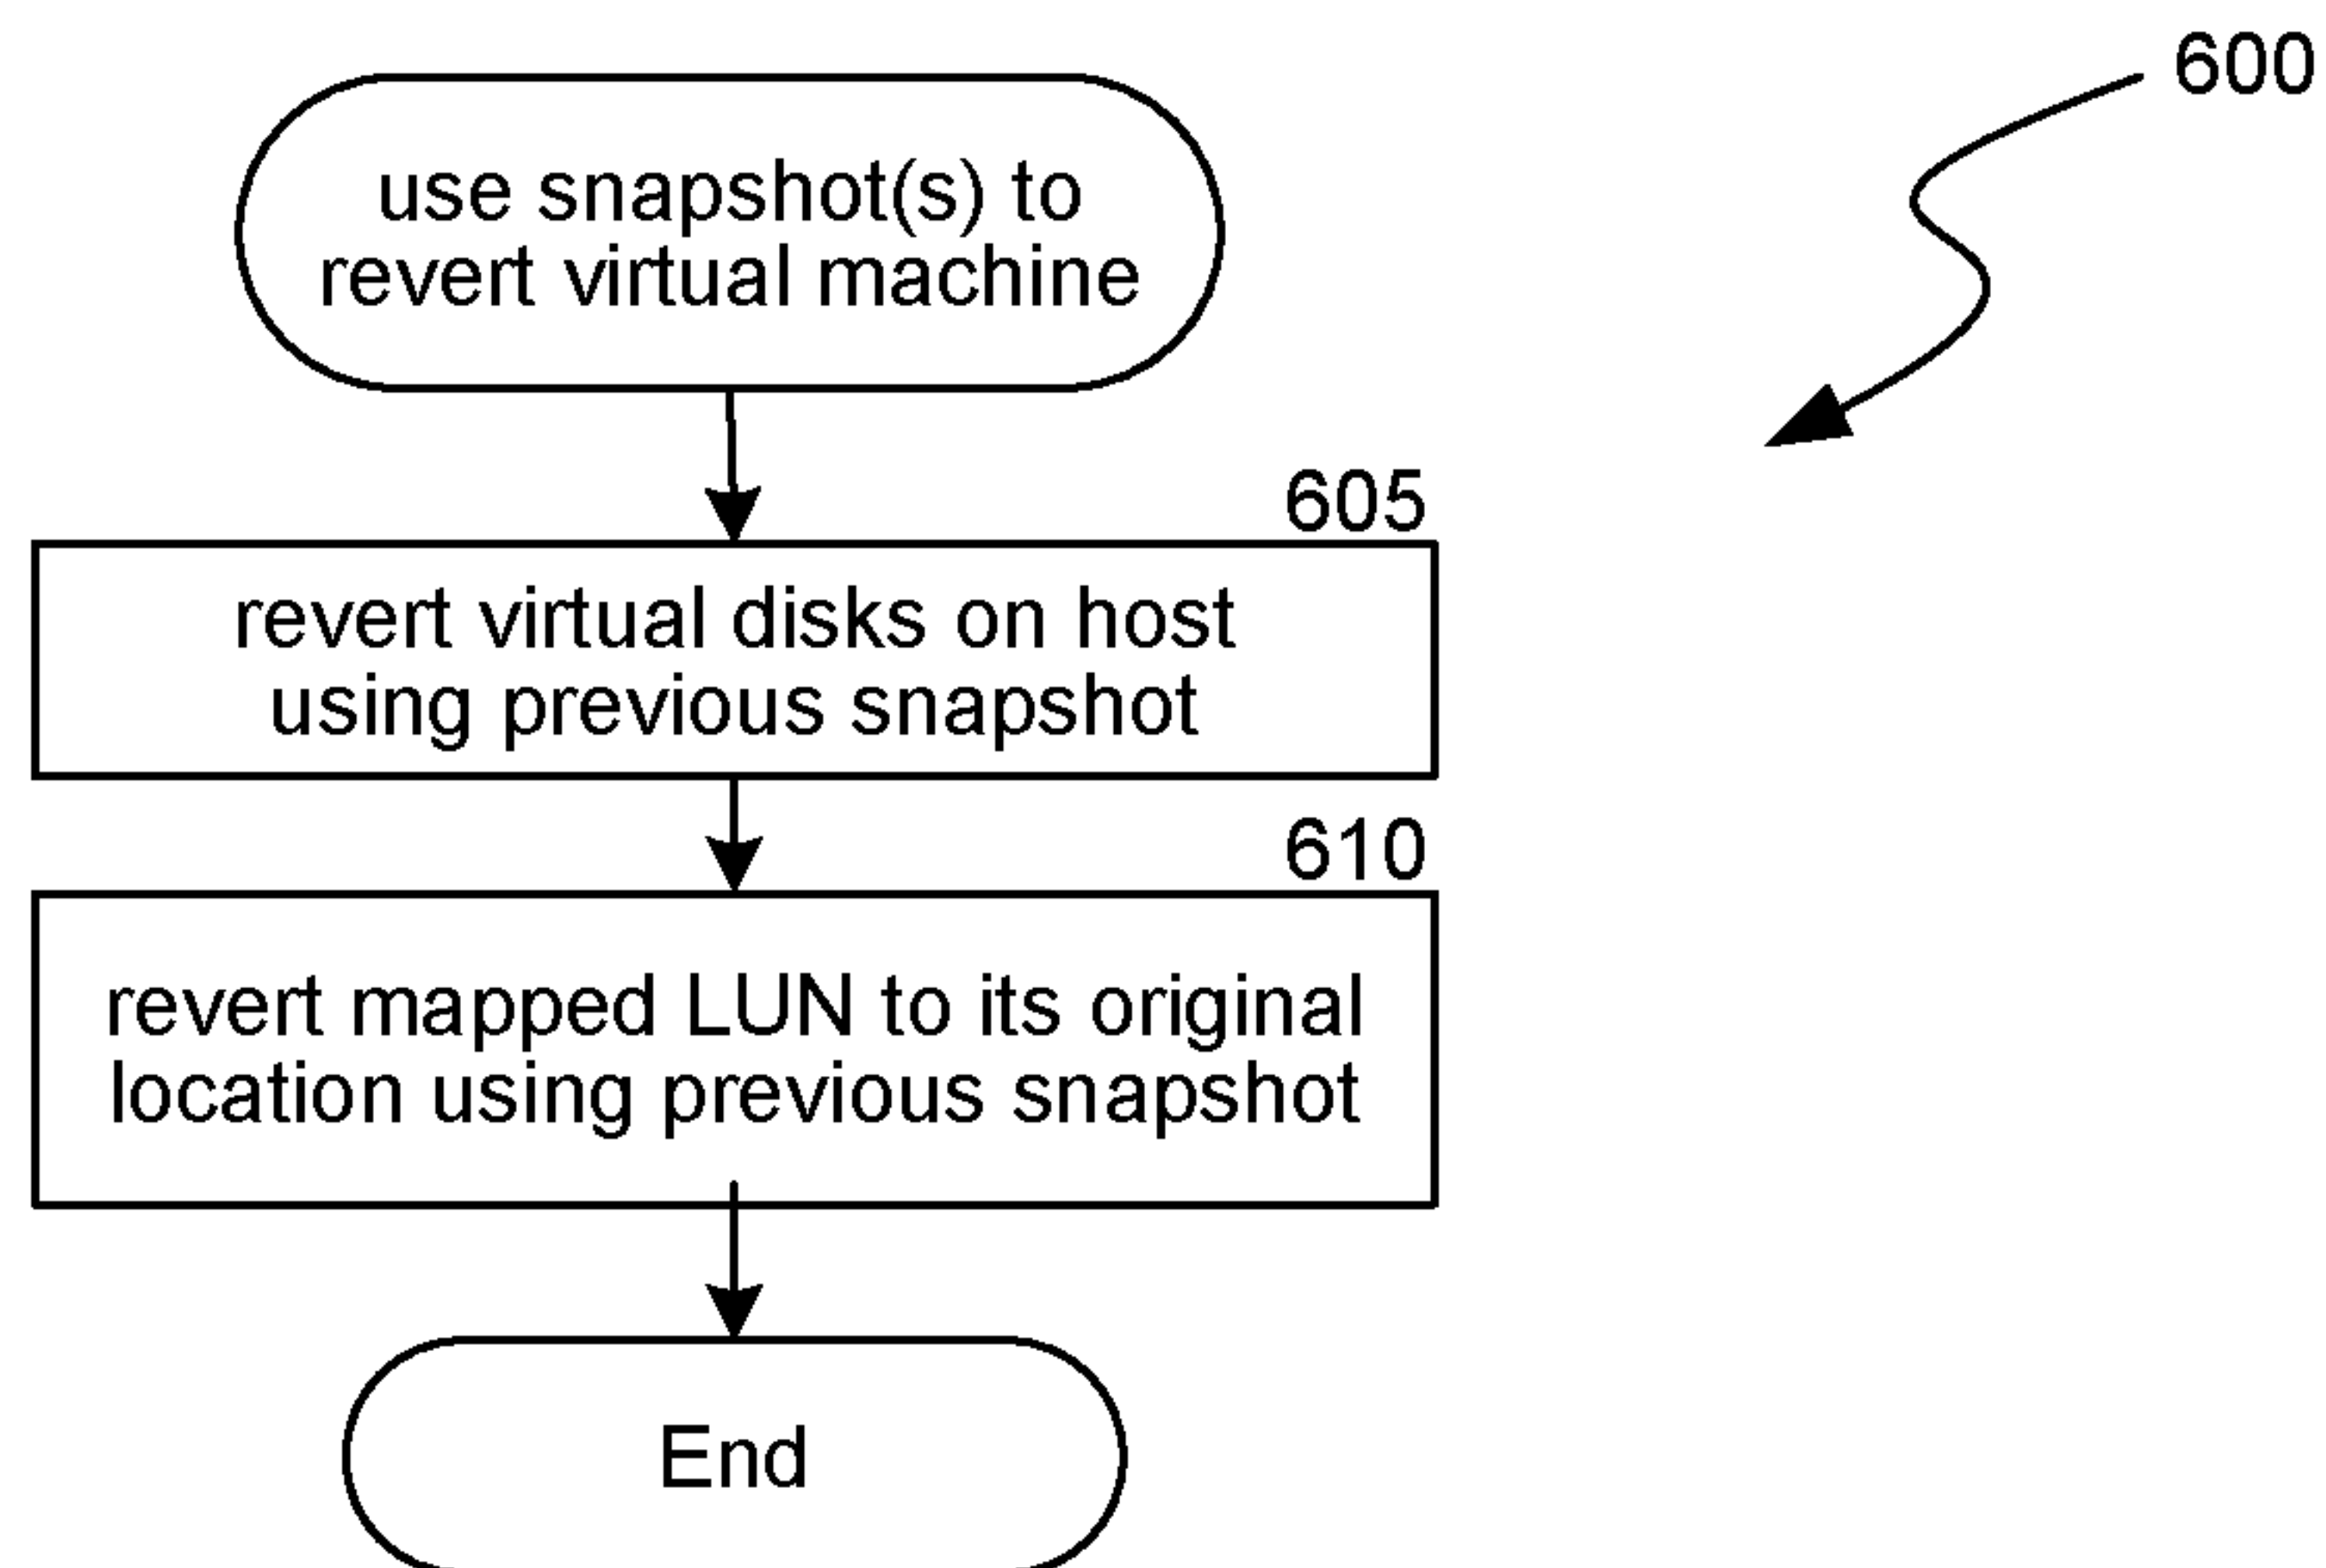 600
use snapshot(s) to
revert virtual machine
605
revert virtual disks on host
using previous snapshot
610
revert mapped LUN to its original
location using previous snapshot
End